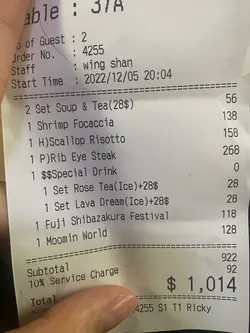 able : 37A
No of Guest : 2
Order No. : 4255
Staff : wing shan
Start Time : 2022/12/05 20:04
2 Set Soup & Tea(28$) 56
1 Shrimp Focaccia 138
1 H)Scallop Risotto 158
1 P)Rib Eye Steak 268
1 $$Special Drink 0
1 Set Rose Tea(Ice)+28$ 28
1 Set Lava Dream(Ice)+28$ 28
1 Fuji Shibazakura Festival 118
1 Moomin World 128
Subtotal 922
10% Service Charge 92
Total $ 1,014
4255 S1 T1 Ricky